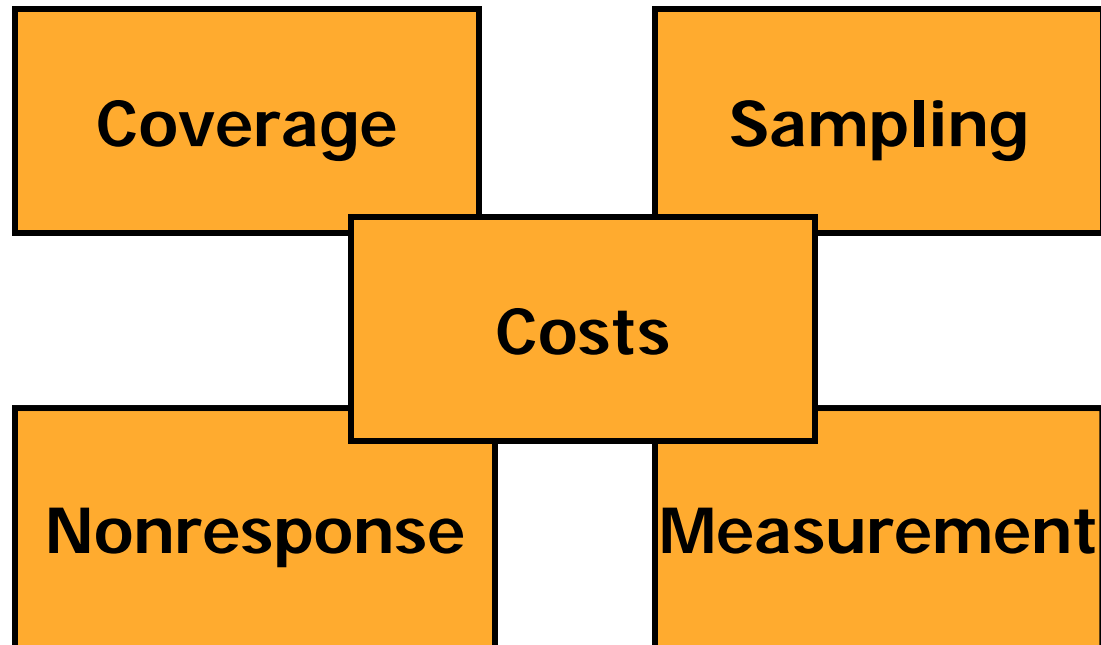 Coverage
Sampling
Costs
Nonresponse
Measurement